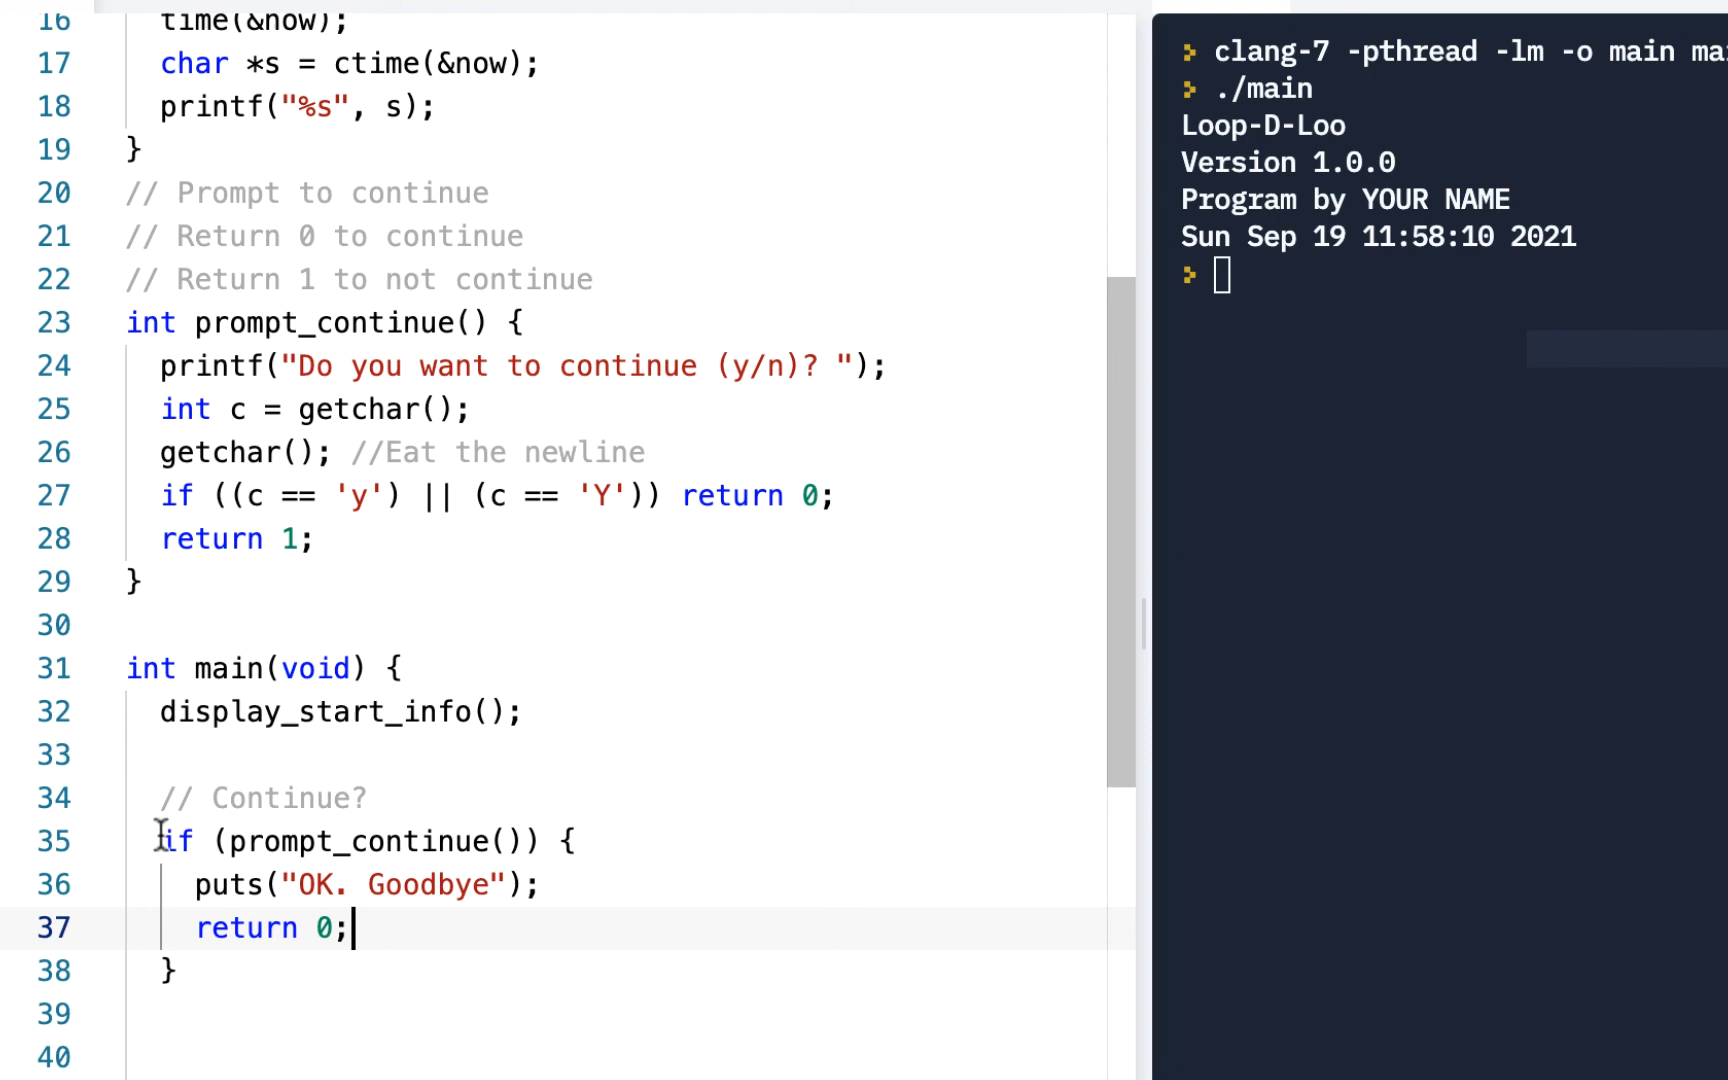 16 time(&now);
17 char *s = ctime(&now);
18 printf("%s", s);
19 }
20 // Prompt to continue
21 // Return 0 to continue
22 // Return 1 to not continue
23 int prompt_continue() {
24 printf("Do you want to continue (y/n)? ");
25 int c = getchar();
26 getchar(); //Eat the newline
27 if ((c == 'y') || (c == 'Y')) return 0;
28 return 1;
29 }
30
31 int main(void) {
32 display_start_info();
33
34 // Continue?
35 if (prompt_continue()) {
36 puts("OK. Goodbye");
37 return 0;
38 }
39
40
clang-7 -pthread -lm -o main
./main
Loop-D-Loo
Version 1.0.0
Program by YOUR NAME
Sun Sep 19 11:58:10 2021